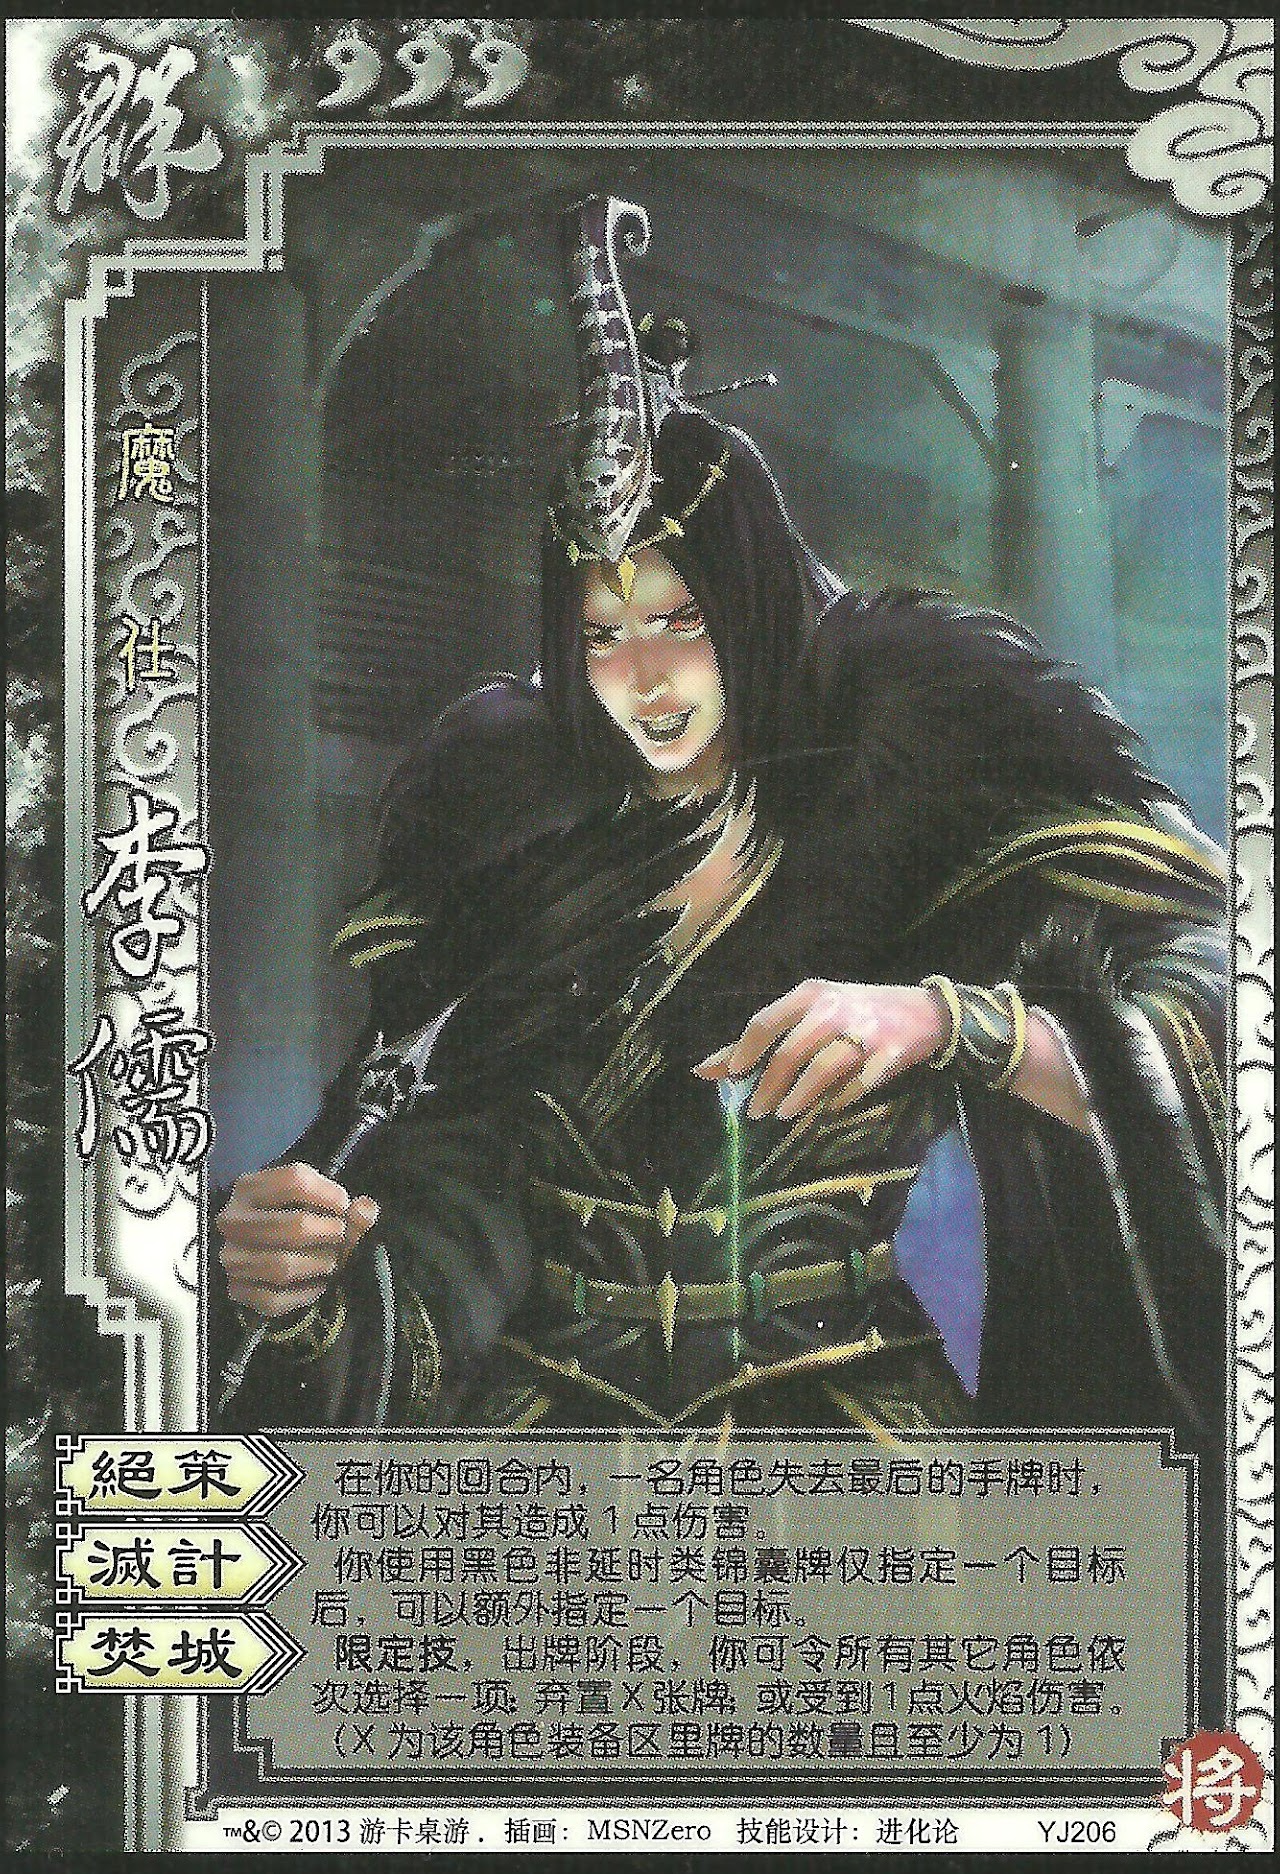 群
魔仕
李儒
絕策
在你的回合内，一名角色失去最后的手牌时，
你可以对其造成1点伤害。
滅計
你使用黑色非延时类锦囊牌仅指定一个目标
后，可以额外指定一个目标。
焚城
限定技，出牌阶段，你可令所有其它角色依
次选择一项：弃置X张牌；或受到1点火焰伤害。
（X为该角色装备区里牌的数量且至少为1）
将
™&© 2013 游卡桌游． 插画：MSNZero 技能设计：进化论 YJ206